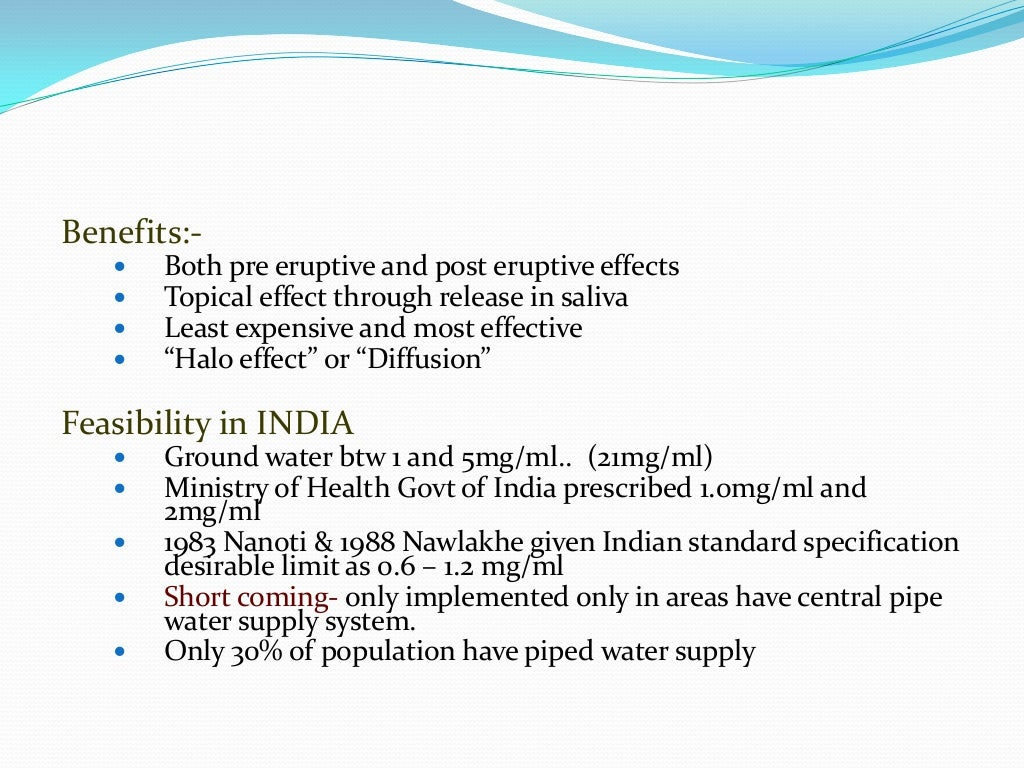 Benefits:-
• Both pre eruptive and post eruptive effects
• Topical effect through release in saliva
• Least expensive and most effective
• “Halo effect” or “Diffusion”
Feasibility in INDIA
• Ground water btw 1 and 5mg/ml.. (21mg/ml)
• Ministry of Health Govt of India prescribed 1.0mg/ml and
2mg/ml
• 1983 Nanoti & 1988 Nawlakhe given Indian standard specification
desirable limit as 0.6 – 1.2 mg/ml
• Short coming- only implemented only in areas have central pipe
water supply system.
• Only 30% of population have piped water supply